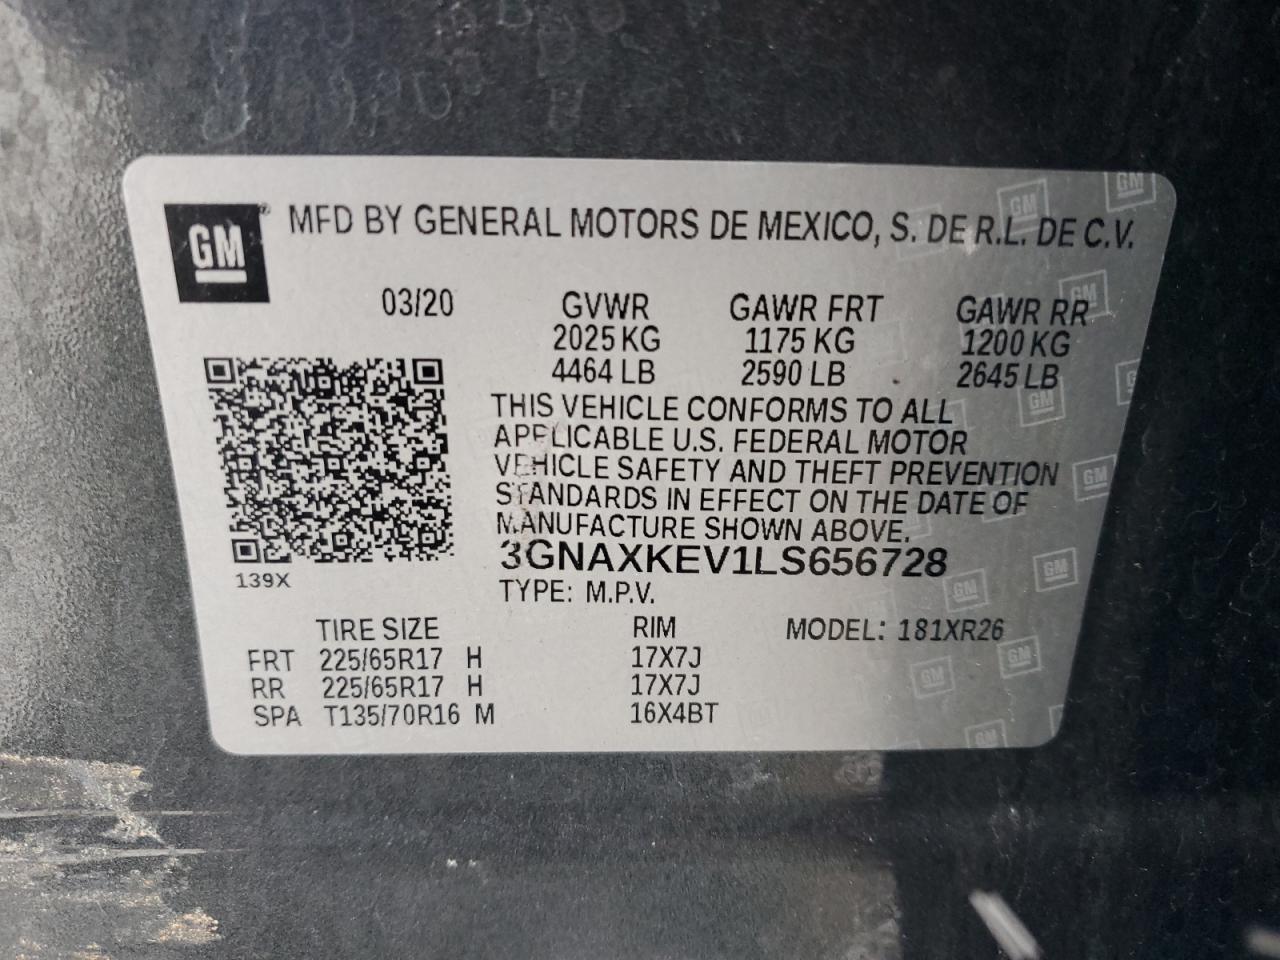 GM® MFD BY GENERAL MOTORS DE MEXICO, S. DE R.L. DE C.V.
03/20 GVWR GAWR FRT GAWR RR
2025 KG 1175 KG 1200 KG
4464 LB 2590 LB 2645 LB
THIS VEHICLE CONFORMS TO ALL
APPLICABLE U.S. FEDERAL MOTOR
VEHICLE SAFETY AND THEFT PREVENTION
STANDARDS IN EFFECT ON THE DATE OF
MANUFACTURE SHOWN ABOVE.
3GNAXKEV1LS656728
139X
TYPE: M.P.V.
TIRE SIZE RIM MODEL: 181XR26
FRT 225/65R17 H 17X7J
RR 225/65R17 H 17X7J
SPA T135/70R16 M 16X4BT